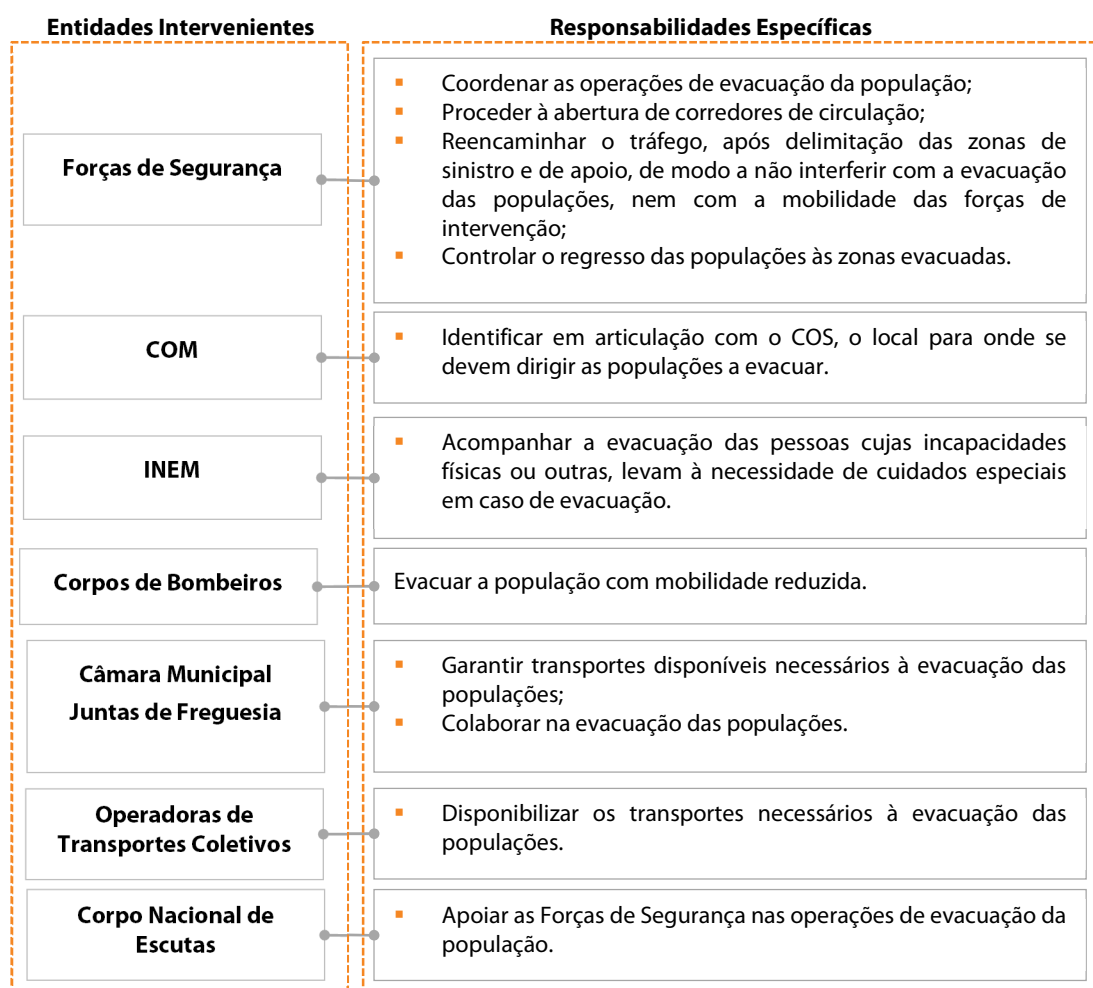 Entidades Intervenientes
Responsabilidades Específicas
Forças de Segurança
▪ Coordenar as operações de evacuação da população;
▪ Proceder à abertura de corredores de circulação;
▪ Reencaminhar o tráfego, após delimitação das zonas de
sinistro e de apoio, de modo a não interferir com a evacuação
das populações, nem com a mobilidade das forças de
intervenção;
▪ Controlar o regresso das populações às zonas evacuadas.
COM
▪ Identificar em articulação com o COS, o local para onde se
devem dirigir as populações a evacuar.
INEM
▪ Acompanhar a evacuação das pessoas cujas incapacidades
físicas ou outras, levam à necessidade de cuidados especiais
em caso de evacuação.
Corpos de Bombeiros
Evacuar a população com mobilidade reduzida.
Câmara Municipal
Juntas de Freguesia
▪ Garantir transportes disponíveis necessários à evacuação das
populações;
▪ Colaborar na evacuação das populações.
Operadoras de
Transportes Coletivos
▪ Disponibilizar os transportes necessários à evacuação das
populações.
Corpo Nacional de
Escutas
▪ Apoiar as Forças de Segurança nas operações de evacuação da
população.